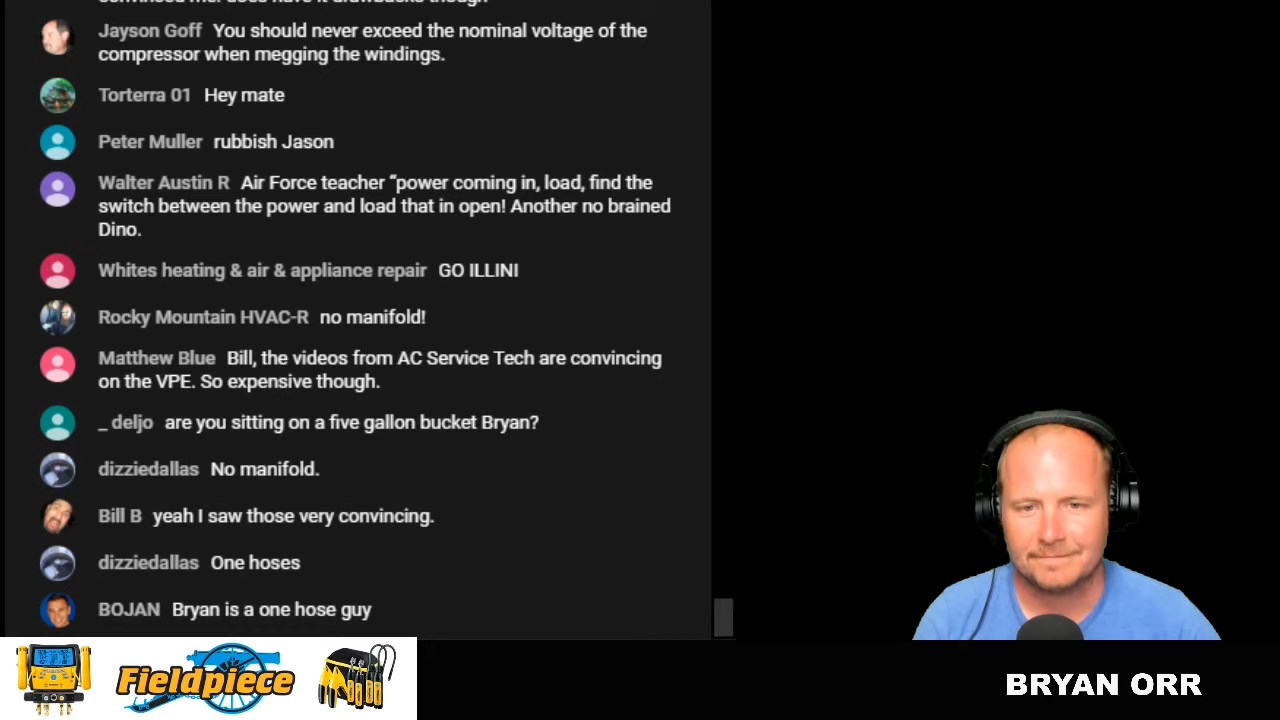 Jayson Goff You should never exceed the nominal voltage of the
compressor when megging the windings.
Torterra 01 Hey mate
Peter Muller rubbish Jason
Walter Austin R Air Force teacher “power coming in, load, find the
switch between the power and load that in open! Another no brained
Dino.
Whites heating & air & appliance repair GO ILLINI
Rocky Mountain HVAC-R no manifold!
Matthew Blue Bill, the videos from AC Service Tech are convincing
on the VPE. So expensive though.
_ deljo are you sitting on a five gallon bucket Bryan?
dizziedallas No manifold.
Bill B yeah I saw those very convincing.
dizziedallas One hoses
BOJAN Bryan is a one hose guy
Fieldpiece
BRYAN ORR